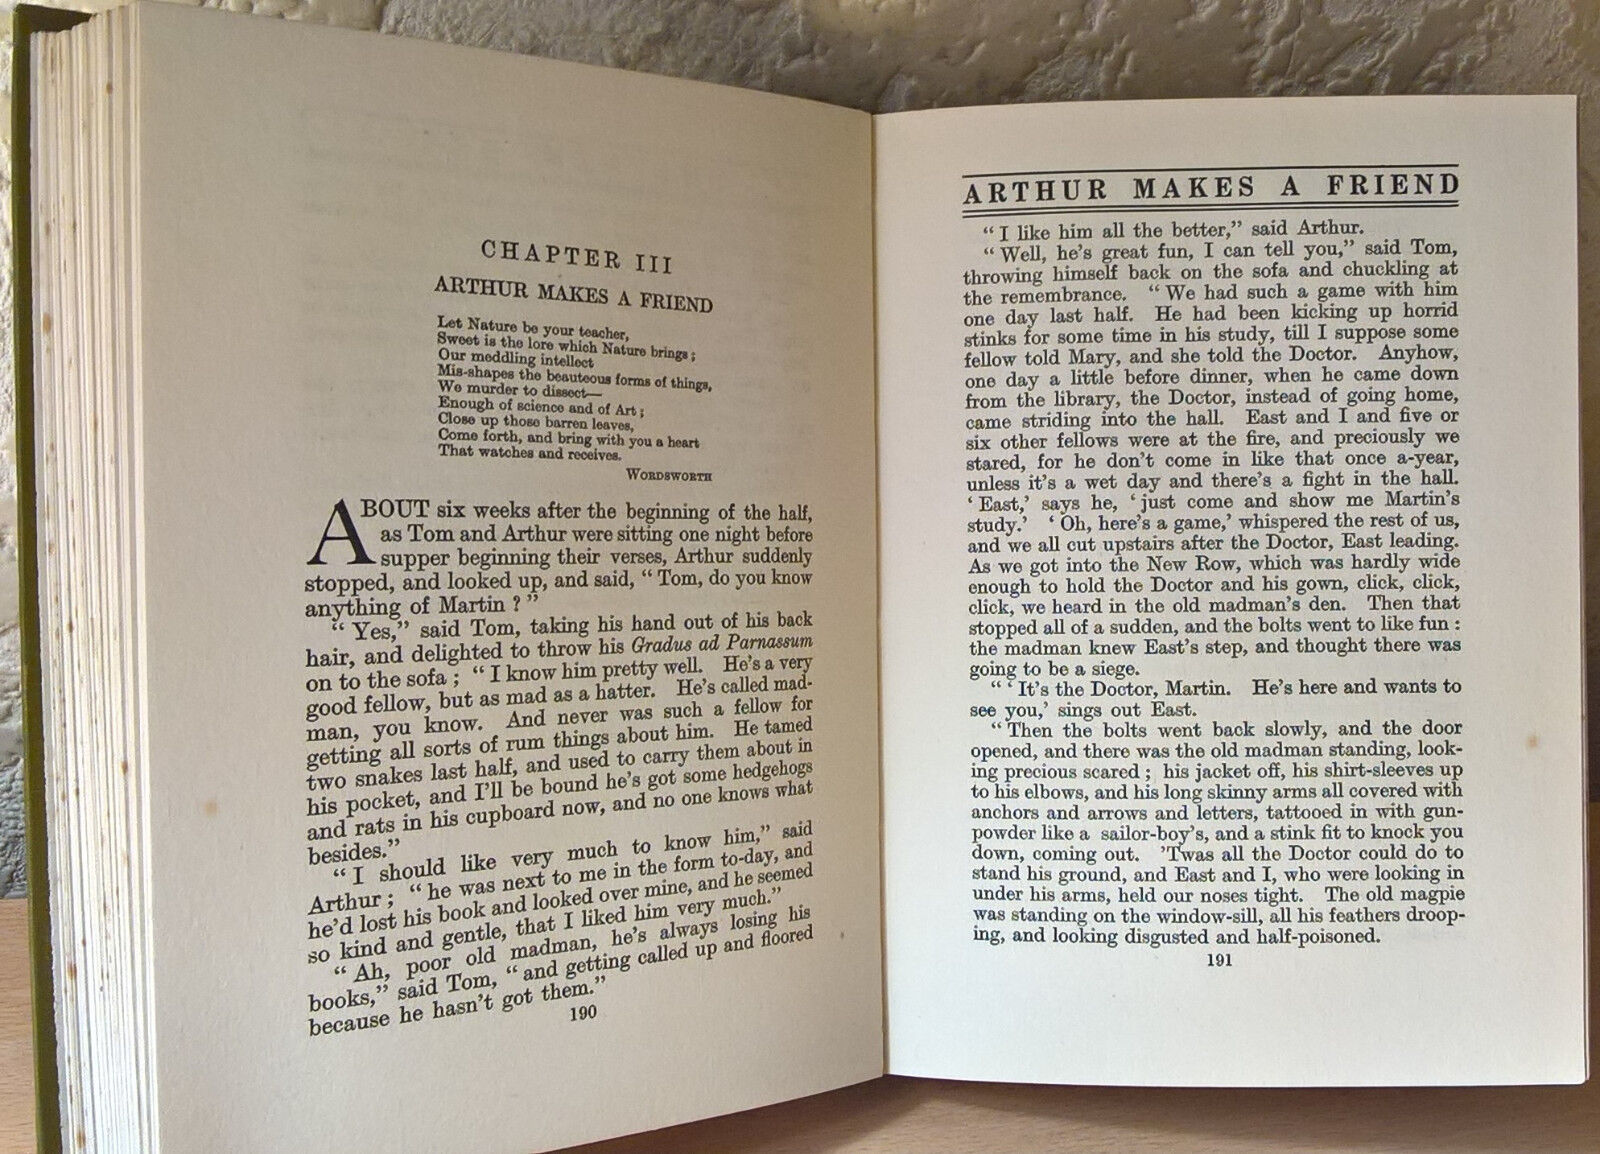 CHAPTER III
ARTHUR MAKES A FRIEND
Let Nature be your teacher,
Sweet is the lore which Nature brings ;
Our meddling intellect
Mis-shapes the beauteous forms of things,
We murder to dissect—
Enough of science and of Art ;
Close up those barren leaves,
Come forth, and bring with you a heart
That watches and receives.
WORDSWORTH
ABOUT six weeks after the beginning of the half,
as Tom and Arthur were sitting one night before
supper beginning their verses, Arthur suddenly
stopped, and looked up, and said, “ Tom, do you know
anything of Martin ? ”
“ Yes,” said Tom, taking his hand out of his back
hair, and delighted to throw his Gradus ad Parnassum
on to the sofa ; “ I know him pretty well. He’s a very
good fellow, but as mad as a hatter. He’s called mad-
man, you know. And never was such a fellow for
getting all sorts of rum things about him. He tamed
two snakes last half, and used to carry them about in
his pocket, and I’ll be bound he’s got some hedgehogs
and rats in his cupboard now, and no one knows what
besides.”
“ I should like very much to know him,” said
Arthur ; “ he was next to me in the form to-day, and
he’d lost his book and looked over mine, and he seemed
so kind and gentle, that I liked him very much.”
“ Ah, poor old madman, he’s always losing his
books,” said Tom, “ and getting called up and floored
because he hasn’t got them.”
190
ARTHUR MAKES A FRIEND
“ I like him all the better,” said Arthur.
“ Well, he’s great fun, I can tell you,” said Tom,
throwing himself back on the sofa and chuckling at
the remembrance. “ We had such a game with him
one day last half. He had been kicking up horrid
stinks for some time in his study, till I suppose some
fellow told Mary, and she told the Doctor. Anyhow,
one day a little before dinner, when he came down
from the library, the Doctor, instead of going home,
came striding into the hall. East and I and five or
six other fellows were at the fire, and preciously we
stared, for he don’t come in like that once a-year,
unless it’s a wet day and there’s a fight in the hall.
‘ East,’ says he, ‘ just come and show me Martin’s
study.’ ‘ Oh, here’s a game,’ whispered the rest of us,
and we all cut upstairs after the Doctor, East leading.
As we got into the New Row, which was hardly wide
enough to hold the Doctor and his gown, click, click,
click, we heard in the old madman’s den. Then that
stopped all of a sudden, and the bolts went to like fun :
the madman knew East’s step, and thought there was
going to be a siege.
“ ‘ It’s the Doctor, Martin. He’s here and wants to
see you,’ sings out East.
“ Then the bolts went back slowly, and the door
opened, and there was the old madman standing, look-
ing precious scared ; his jacket off, his shirt-sleeves up
to his elbows, and his long skinny arms all covered with
anchors and arrows and letters, tattooed in with gun-
powder like a sailor-boy’s, and a stink fit to knock you
down, coming out. ’Twas all the Doctor could do to
stand his ground, and East and I, who were looking in
under his arms, held our noses tight. The old magpie
was standing on the window-sill, all his feathers droop-
ing, and looking disgusted and half-poisoned.
191